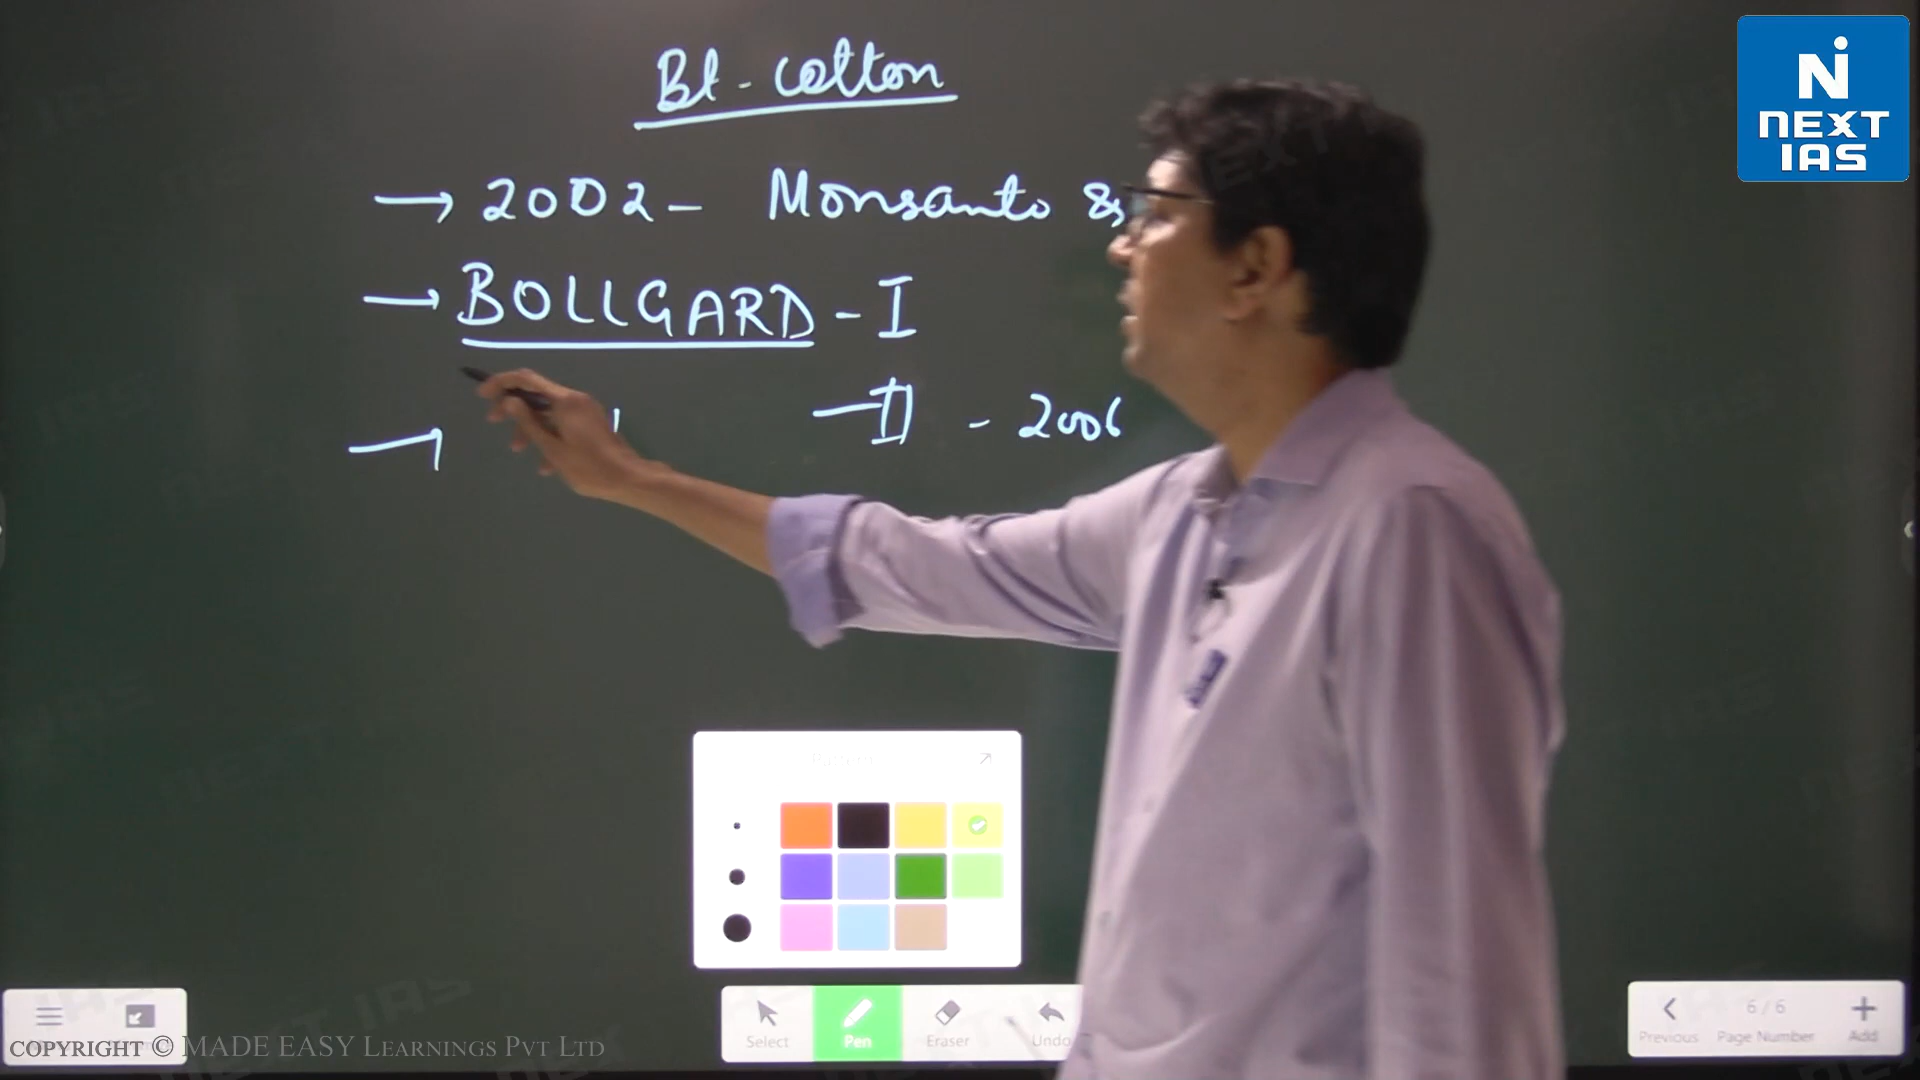 Bt - cotton
→ 2002 - Monsanto &
→ BOLLGARD - I
→ " - II - 2006
NEXT IAS
Pattern
Select
Pen
Eraser
Undo
6 / 6
Previous Page Number Add
COPYRIGHT © MADE EASY LEARNINGS PVT LTD